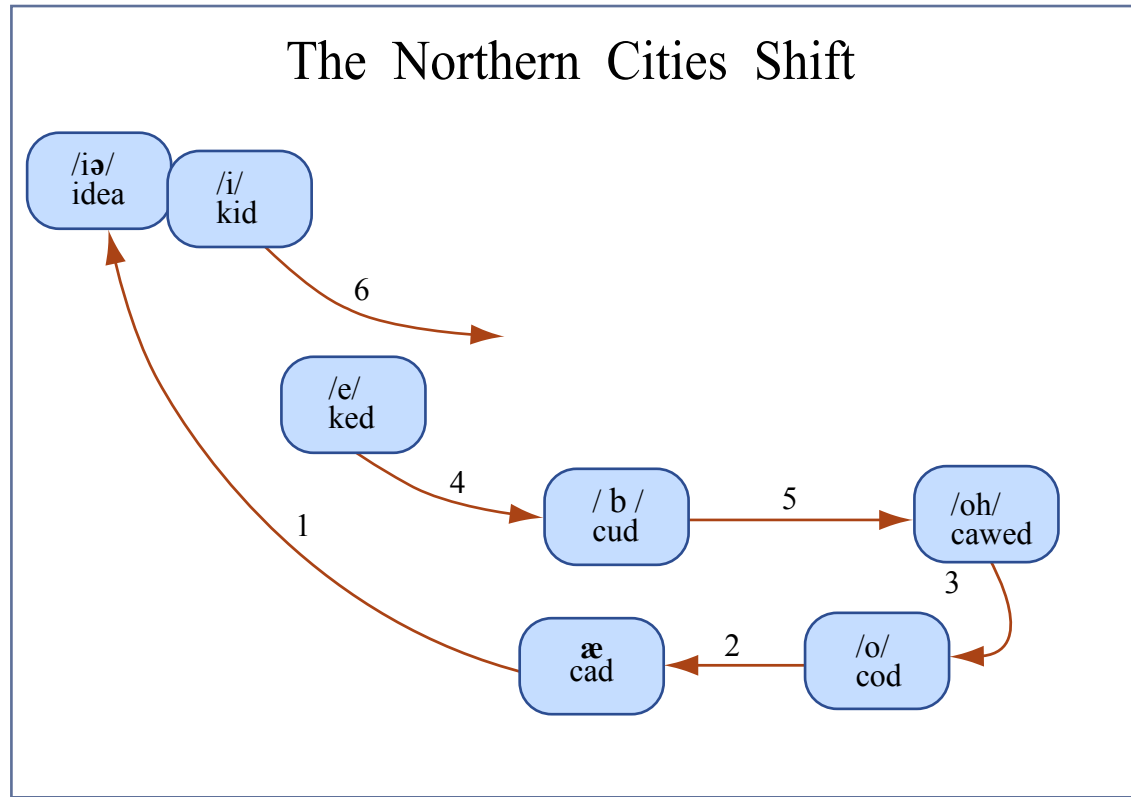 The Northern Cities Shift
/iə/
idea
/i/
kid
6
/e/
ked
4
/ b /
cud
5
/oh/
cawed
3
1
æ
cad
2
/o/
cod